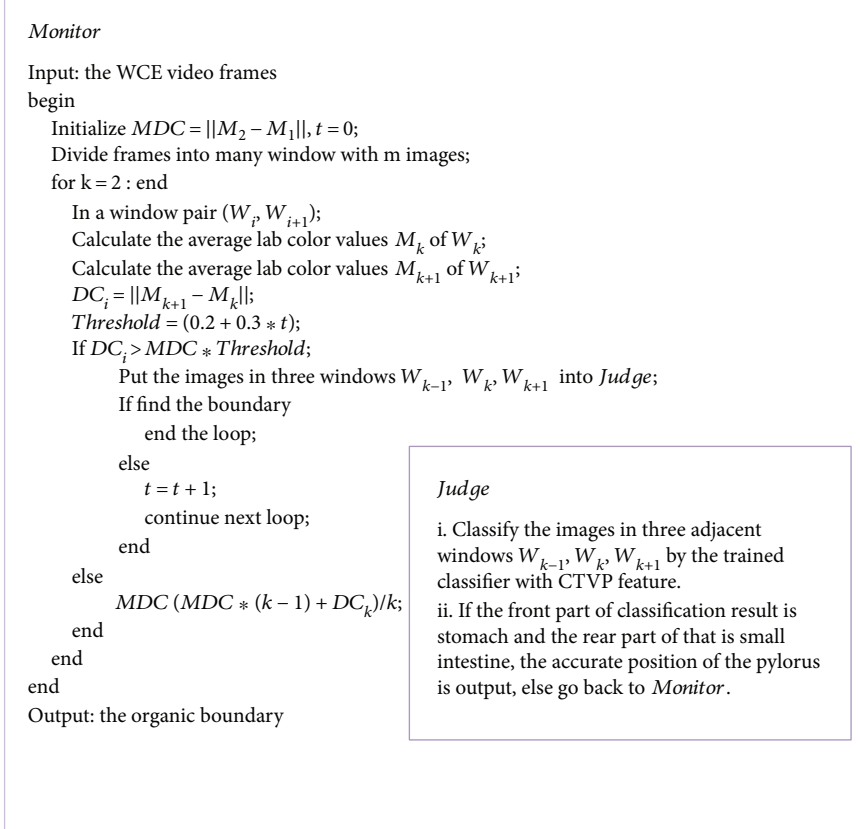 Monitor
Input: the WCE video frames
begin
Initialize MDC = ||M₂ − M₁||, t = 0;
Divide frames into many window with m images;
for k = 2 : end
In a window pair (Wᵢ, Wᵢ₊₁);
Calculate the average lab color values Mₖ of Wₖ;
Calculate the average lab color values Mₖ₊₁ of Wₖ₊₁;
DCᵢ = ||Mₖ₊₁ − Mₖ||;
Threshold = (0.2 + 0.3 * t);
If DCᵢ > MDC * Threshold;
Put the images in three windows Wₖ₋₁, Wₖ, Wₖ₊₁ into Judge;
If find the boundary
end the loop;
else
t = t + 1;
continue next loop;
end
else
MDC (MDC * (k − 1) + DCₖ)/k;
end
end
end
Output: the organic boundary
Judge
i. Classify the images in three adjacent
windows Wₖ₋₁, Wₖ, Wₖ₊₁ by the trained
classifier with CTVP feature.
ii. If the front part of classification result is
stomach and the rear part of that is small
intestine, the accurate position of the pylorus
is output, else go back to Monitor.